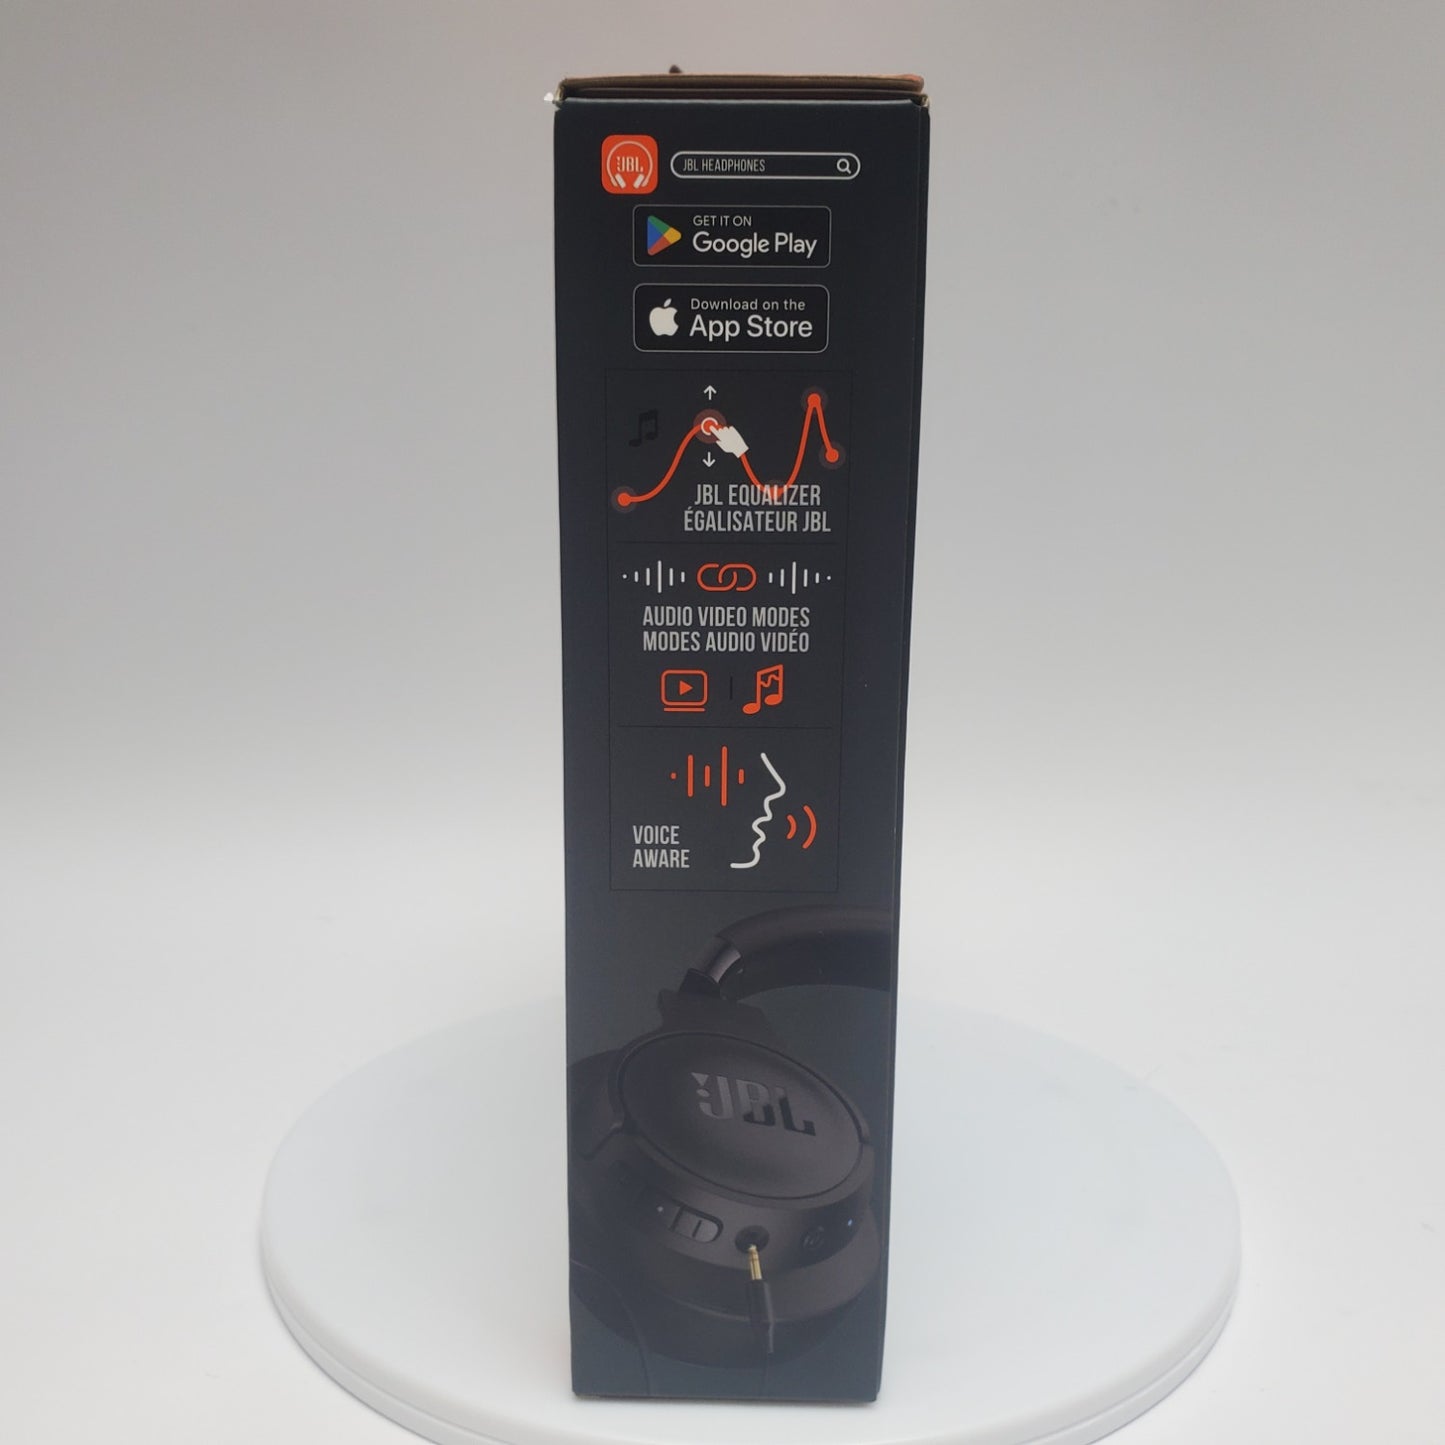 JBL
JBL HEADPHONES
GET IT ON
Google Play
Download on the
App Store
JBL EQUALIZER
ÉGALISATEUR JBL
AUDIO VIDEO MODES
MODES AUDIO VIDÉO
VOICE
AWARE
JBL